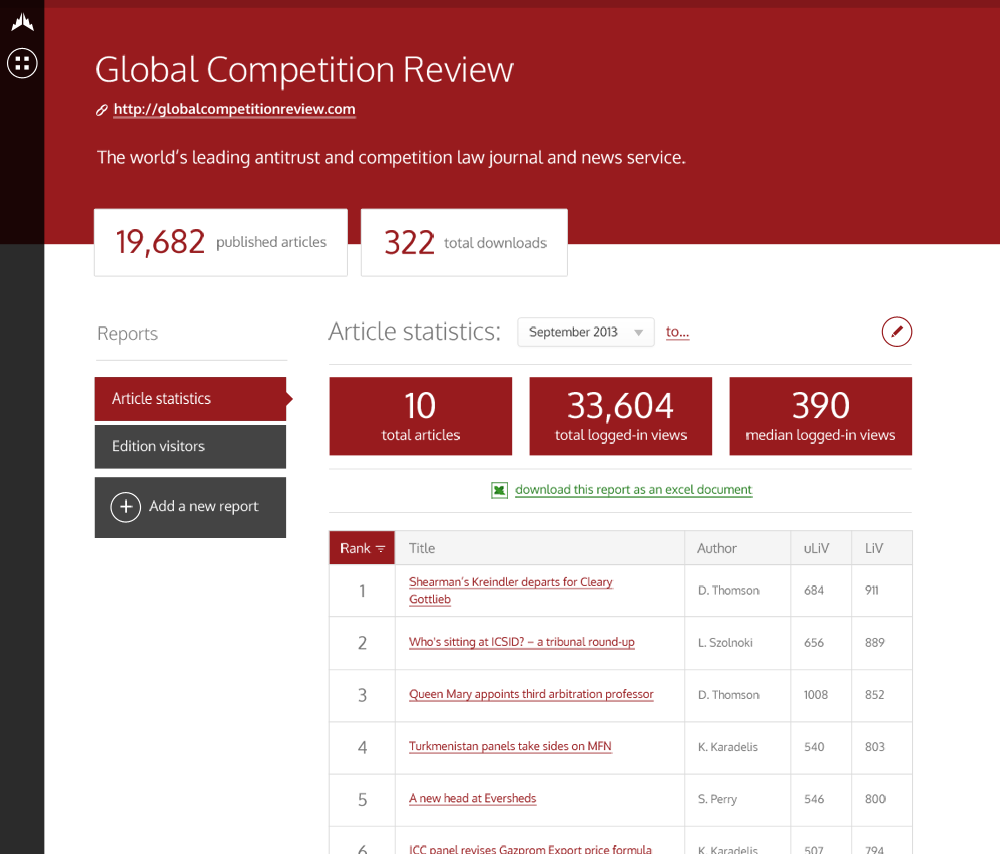 Global Competition Review
http://globalcompetitionreview.com
The world's leading antitrust and competition law journal and news service.
19,682 published articles
322 total downloads
Reports
Article statistics
Edition visitors
Add a new report
Article statistics: September 2013 to...
10
total articles
33,604
total logged-in views
390
median logged-in views
download this report as an excel document
Rank Title Author uLiV LiV
1 Shearman's Kreindler departs for Cleary Gottlieb D. Thomson 684 911
2 Who's sitting at ICSID? – a tribunal round-up L. Szolnoki 656 889
3 Queen Mary appoints third arbitration professor D. Thomson 1008 852
4 Turkmenistan panels take sides on MFN K. Karadelis 540 803
5 A new head at Eversheds S. Perry 546 800
6 ICC panel revises Gazprom Export price formula K. Karadelis 507 794